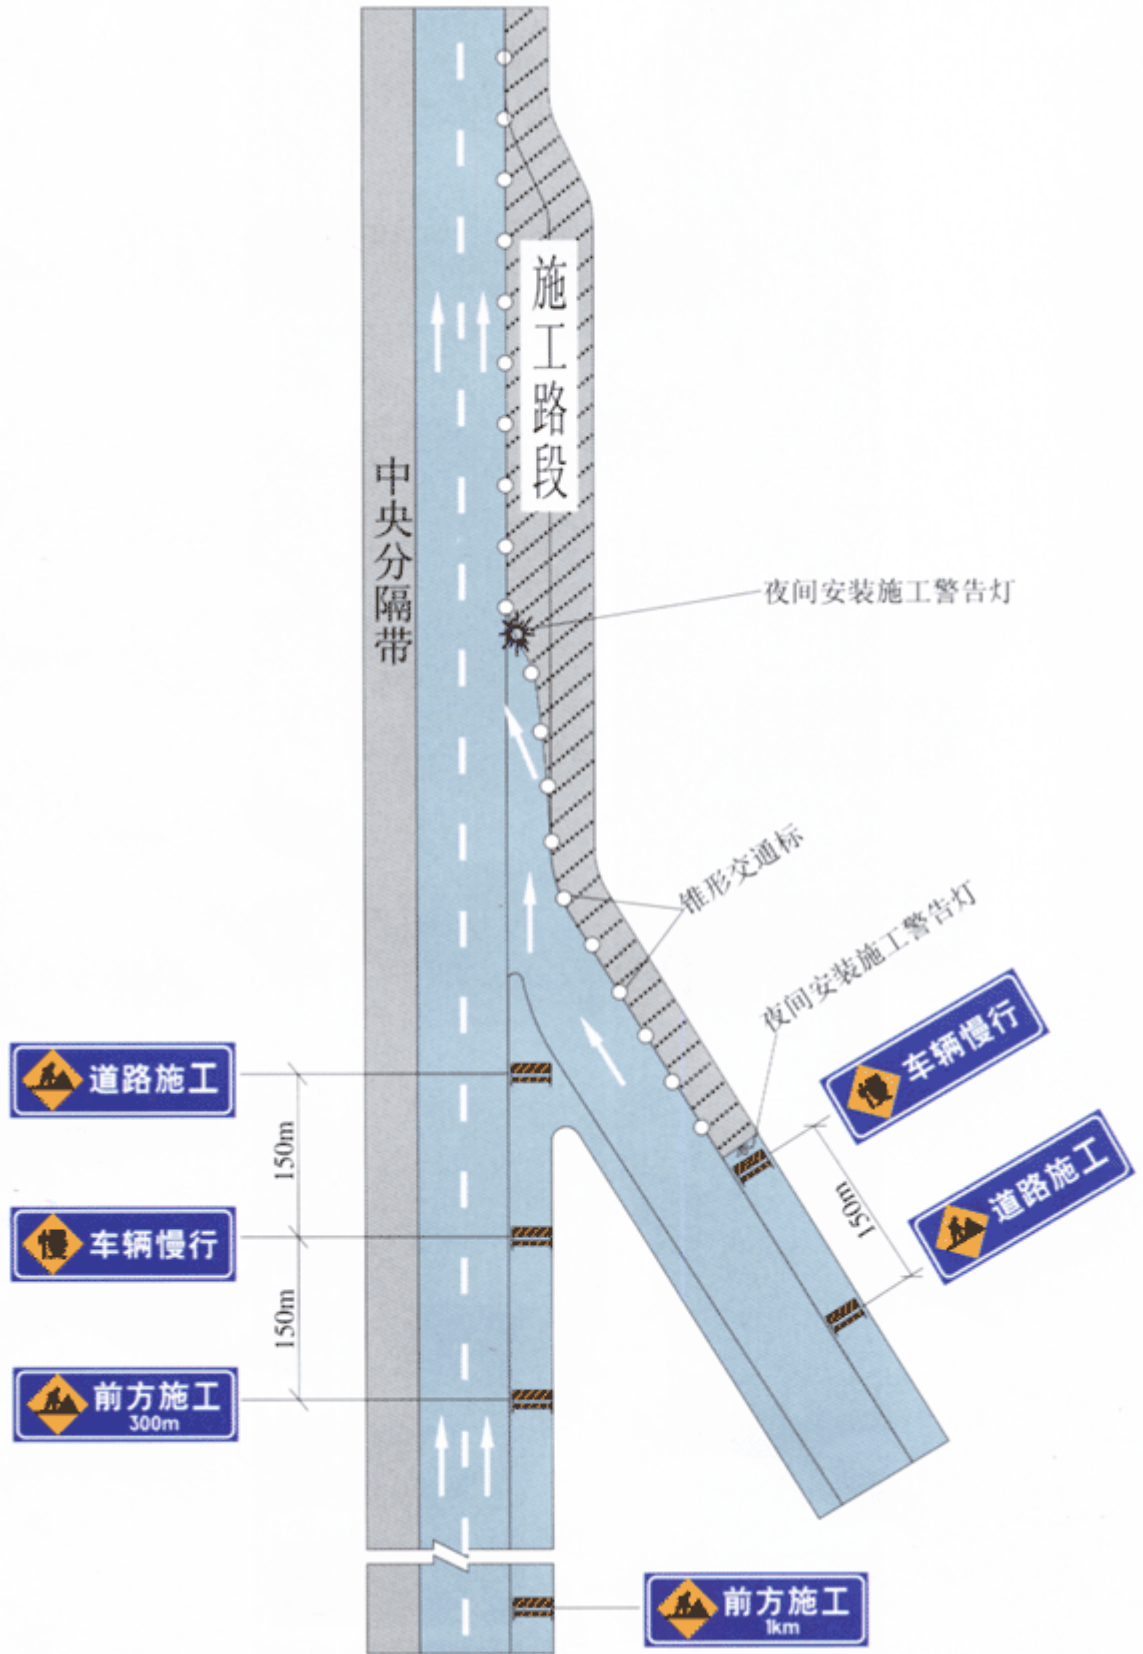 施工路段
中央分隔带
夜间安装施工警告灯
锥形交通标
夜间安装施工警告灯
车辆慢行
慢
道路施工
150m
道路施工
150m
慢
车辆慢行
150m
前方施工
300m
前方施工
1km